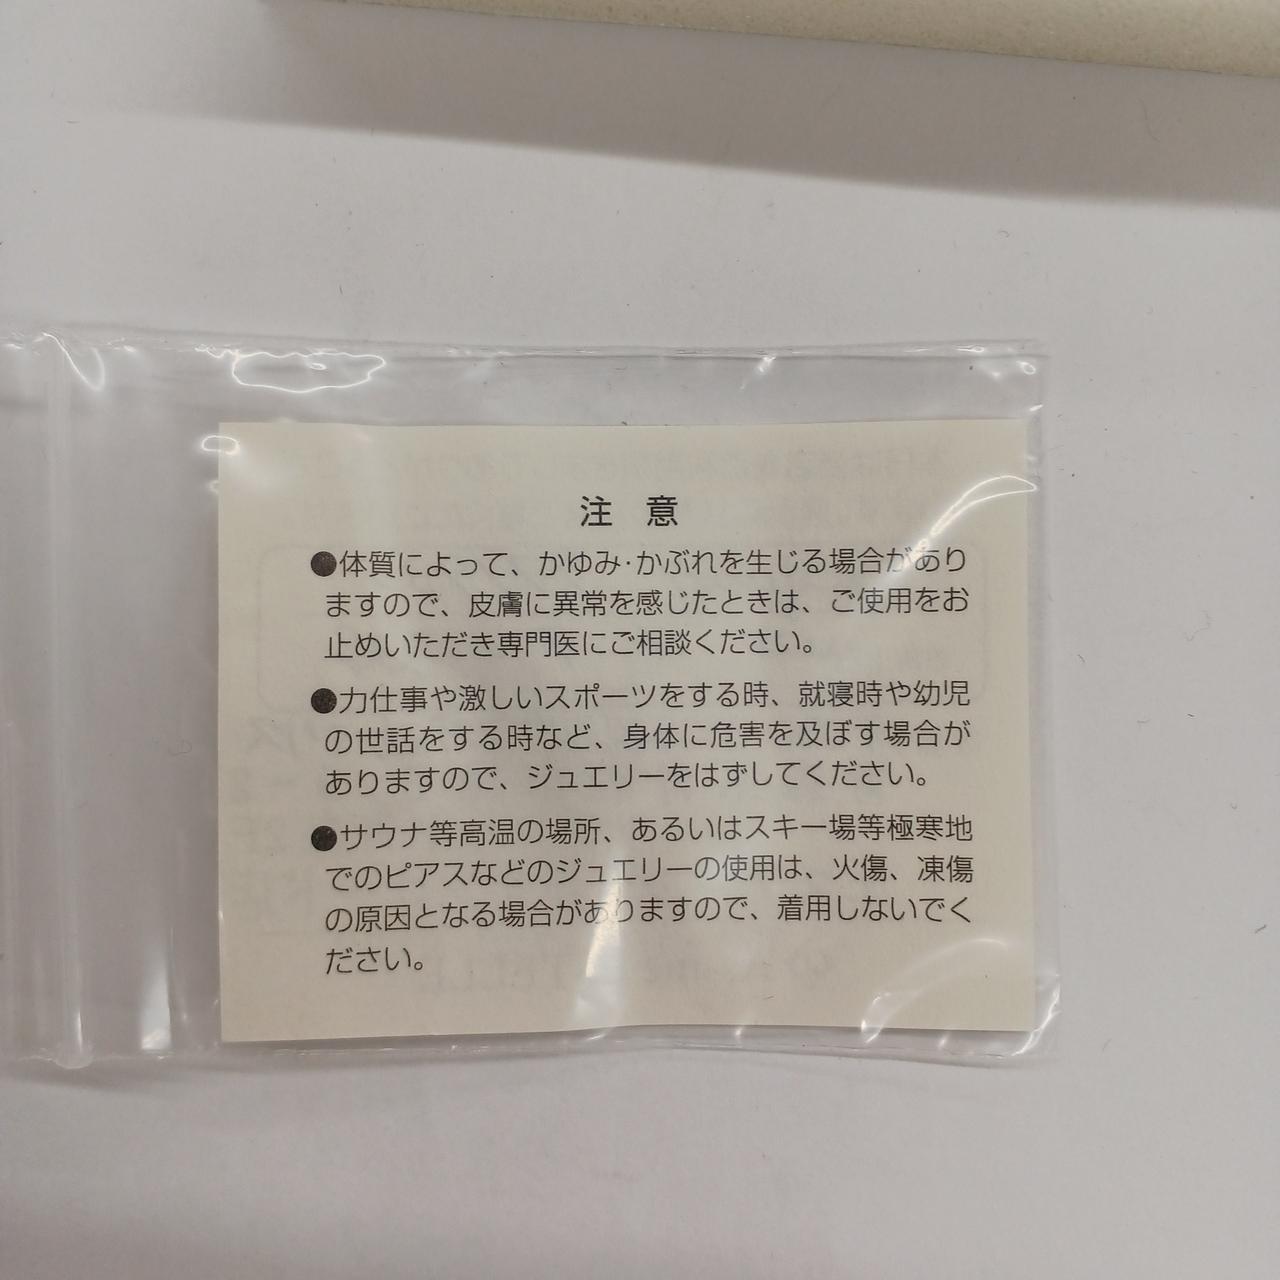 注 意
●体質によって、かゆみ・かぶれを生じる場合があり
ますので、皮膚に異常を感じたときは、ご使用をお
止めいただき専門医にご相談ください。
●力仕事や激しいスポーツをする時、就寝時や幼児
の世話をする時など、身体に危害を及ぼす場合が
ありますので、ジュエリーをはずしてください。
●サウナ等高温の場所、あるいはスキー場等極寒地
でのピアスなどのジュエリーの使用は、火傷、凍傷
の原因となる場合がありますので、着用しないでく
ださい。